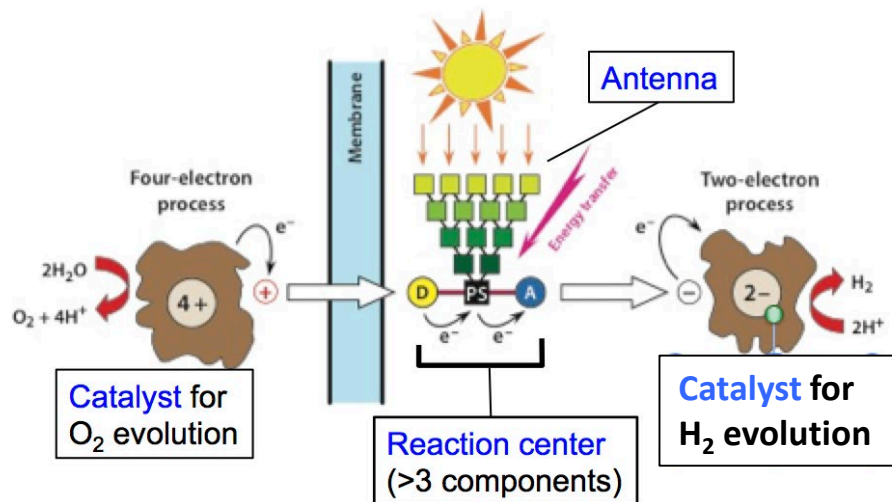 Antenna
Membrane
Four-electron
process
e⁻
2H₂O
O₂ + 4H⁺
4+
+
Catalyst for
O₂ evolution
Energy transfer
D
PS
A
e⁻
e⁻
Reaction center
(>3 components)
Two-electron
process
e⁻
−
2−
H₂
2H⁺
Catalyst for
H₂ evolution